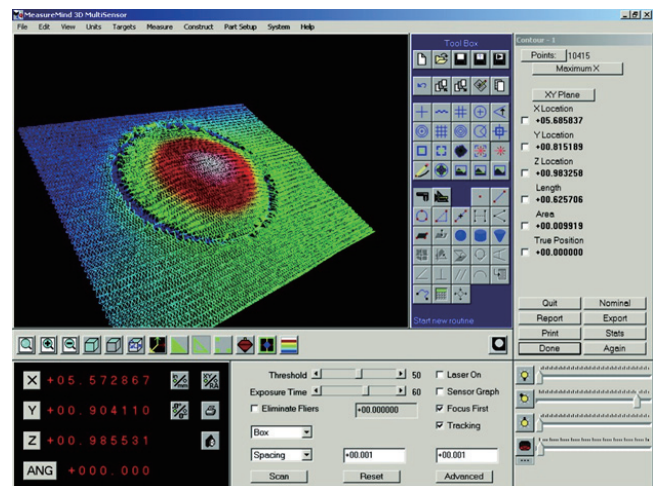 MeasureMind 3D MultiSensor
File Edit View Units Targets Measure Construct Part Setup System Help
Tool Box
Start new routine
Contour - 1
Points: 10415
Maximum X
XY Plane
X Location
+05.685837
Y Location
+00.815189
Z Location
+00.983258
Length
+00.625706
Area
+00.009919
True Position
+00.000000
Quit Nominal
Report Export
Print Stats
Done Again
X +05.572867
Y +00.904110
Z +00.985531
ANG +000.000
Threshold 50
Exposure Time 60
Eliminate Fliers +00.000000
Box
Spacing +00.001
Scan Reset
Laser On
Sensor Graph
Focus First
Tracking
+00.001
Advanced